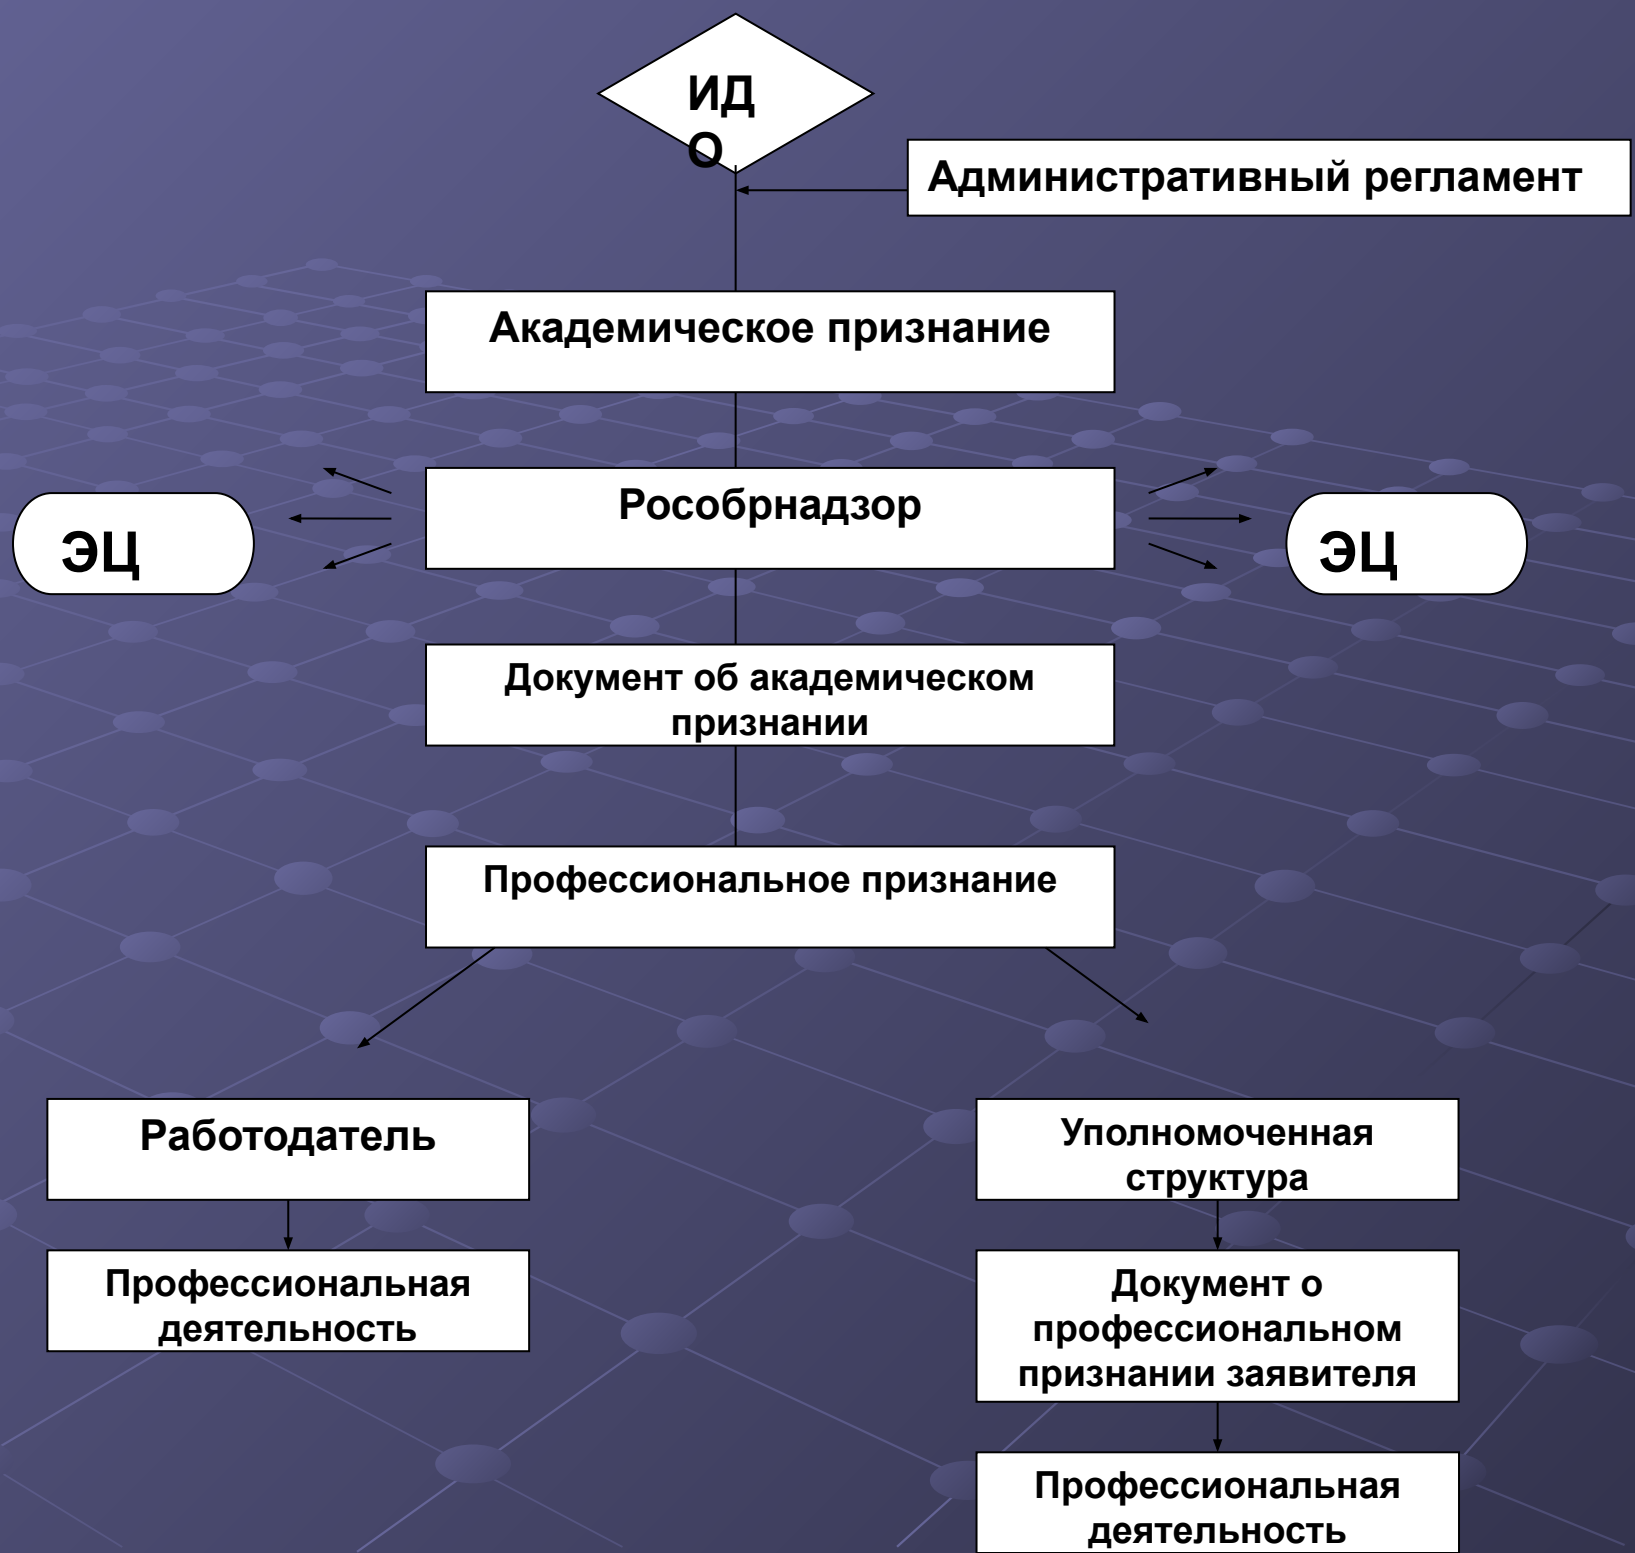 ИД
О
Административный регламент
Академическое признание
Рособрнадзор
ЭЦ
ЭЦ
Документ об академическом
признании
Профессиональное признание
Работодатель
Профессиональная
деятельность
Уполномоченная
структура
Документ о
профессиональном
признании заявителя
Профессиональная
деятельность